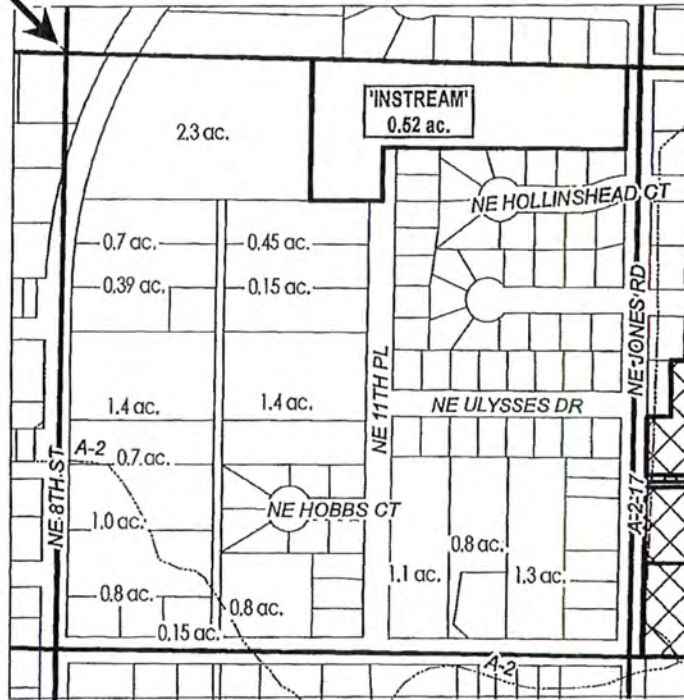 'INSTREAM'
0.52 ac.
2.3 ac.
NE HOLLINSHEAD CT
0.7 ac.
0.45 ac.
0.39 ac.
0.15 ac.
NE JONES RD
NE 11TH PL
1.4 ac.
1.4 ac.
NE ULYSSES DR
A-2
0.7 ac.
NE 8TH ST
A-2-17
NE HOBBS CT
1.0 ac.
0.8 ac.
1.1 ac.
1.3 ac.
0.8 ac.
0.8 ac.
0.15 ac.
A-2